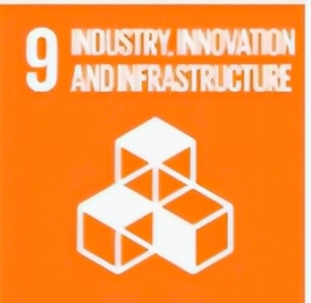 9 INDUSTRY, INNOVATION
AND INFRASTRUCTURE